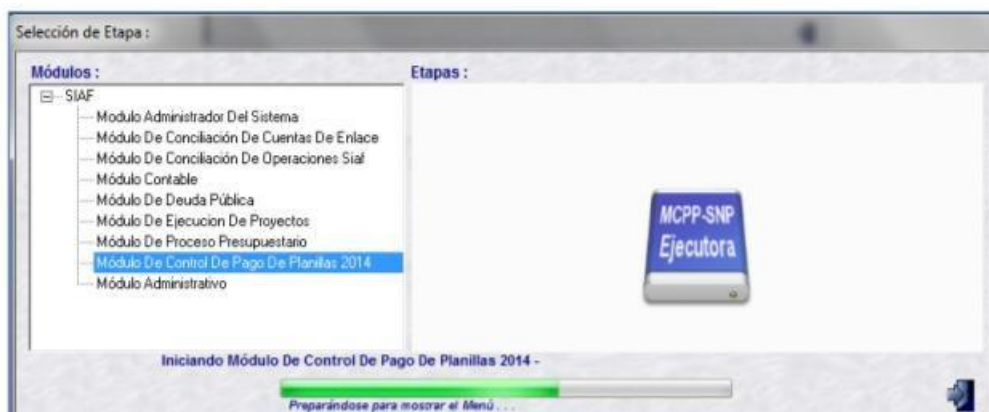 Selección de Etapa :
Módulos :
Etapas :
SIAF
Modulo Administrador Del Sistema
Módulo De Conciliación De Cuentas De Enlace
Módulo De Conciliación De Operaciones Siaf
Módulo Contable
Módulo De Deuda Pública
Módulo De Ejecucion De Proyectos
Módulo De Proceso Presupuestario
Módulo De Control De Pago De Planillas 2014
Módulo Administrativo
MCPP-SNP
Ejecutora
Iniciando Módulo De Control De Pago De Planillas 2014 -
Preparándose para mostrar el Menú . . .